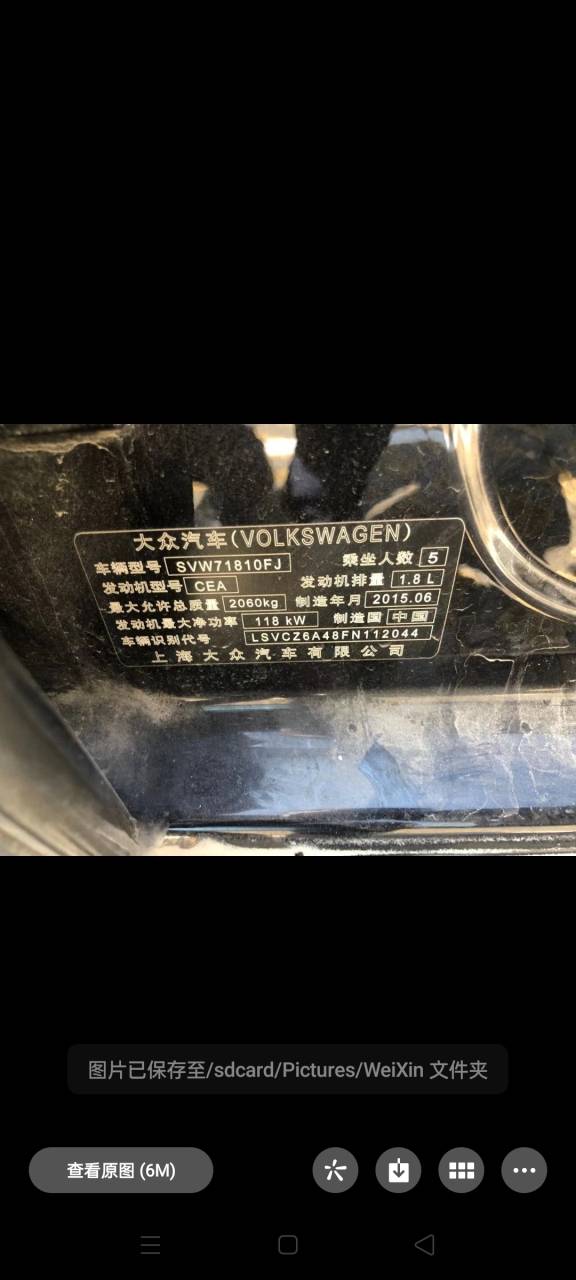 大众汽车(VOLKSWAGEN)
车辆型号 SVW71810FJ 乘坐人数 5
发动机型号 CEA 发动机排量 1.8 L
最大允许总质量 2060kg 制造年月 2015.06
发动机最大净功率 118 kW 制造国 中国
车辆识别代号 LSVCZ6A48FN112044
上海大众汽车有限公司
图片已保存至/sdcard/Pictures/WeiXin 文件夹
查看原图 (6M)